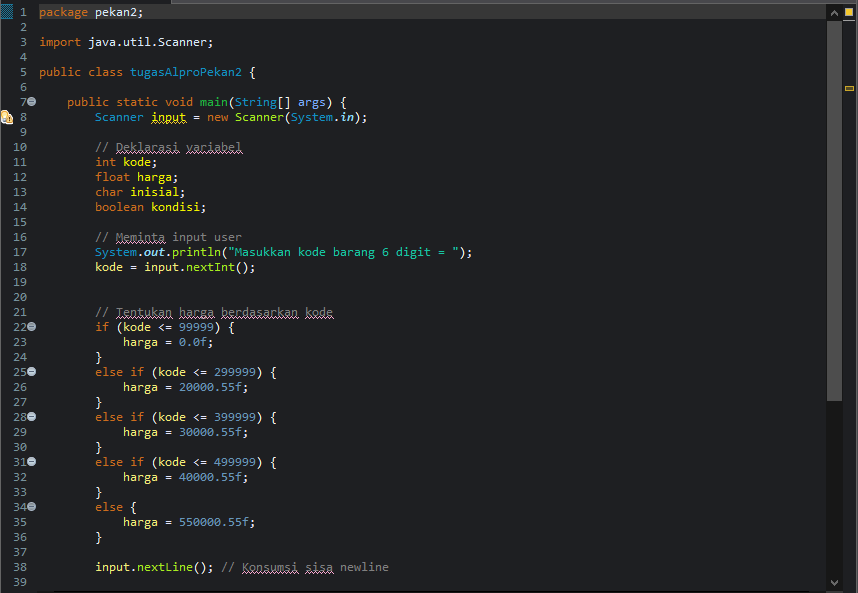 1 package pekan2;
2
3 import java.util.Scanner;
4
5 public class tugasAlproPekan2 {
6
7 public static void main(String[] args) {
8 Scanner input = new Scanner(System.in);
9
10 // Deklarasi variabel
11 int kode;
12 float harga;
13 char inisial;
14 boolean kondisi;
15
16 // Meminta input user
17 System.out.println("Masukkan kode barang 6 digit = ");
18 kode = input.nextInt();
19
20
21 // Tentukan harga berdasarkan kode
22 if (kode <= 99999) {
23 harga = 0.0f;
24 }
25 else if (kode <= 299999) {
26 harga = 20000.55f;
27 }
28 else if (kode <= 399999) {
29 harga = 30000.55f;
30 }
31 else if (kode <= 499999) {
32 harga = 40000.55f;
33 }
34 else {
35 harga = 550000.55f;
36 }
37
38 input.nextLine(); // Konsumsi sisa newline
39